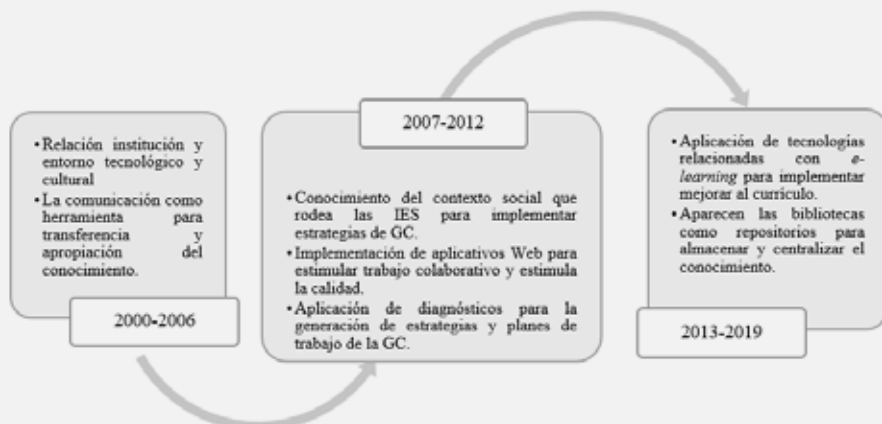 • Relación institución y
entorno tecnológico y
cultural
• La comunicación como
herramienta para
transferencia y
apropiación del
conocimiento.
2000-2006
2007-2012
• Conocimiento del contexto social que
rodea las IES para implementar
estrategias de GC.
• Implementación de aplicativos Web para
estimular trabajo colaborativo y estimula
la calidad.
• Aplicación de diagnósticos para la
generación de estrategias y planes de
trabajo de la GC.
• Aplicación de tecnologías
relacionadas con e-
learning para implementar
mejorar al currículo.
• Aparecen las bibliotecas
como repositorios para
almacenar y centralizar el
conocimiento.
2013-2019